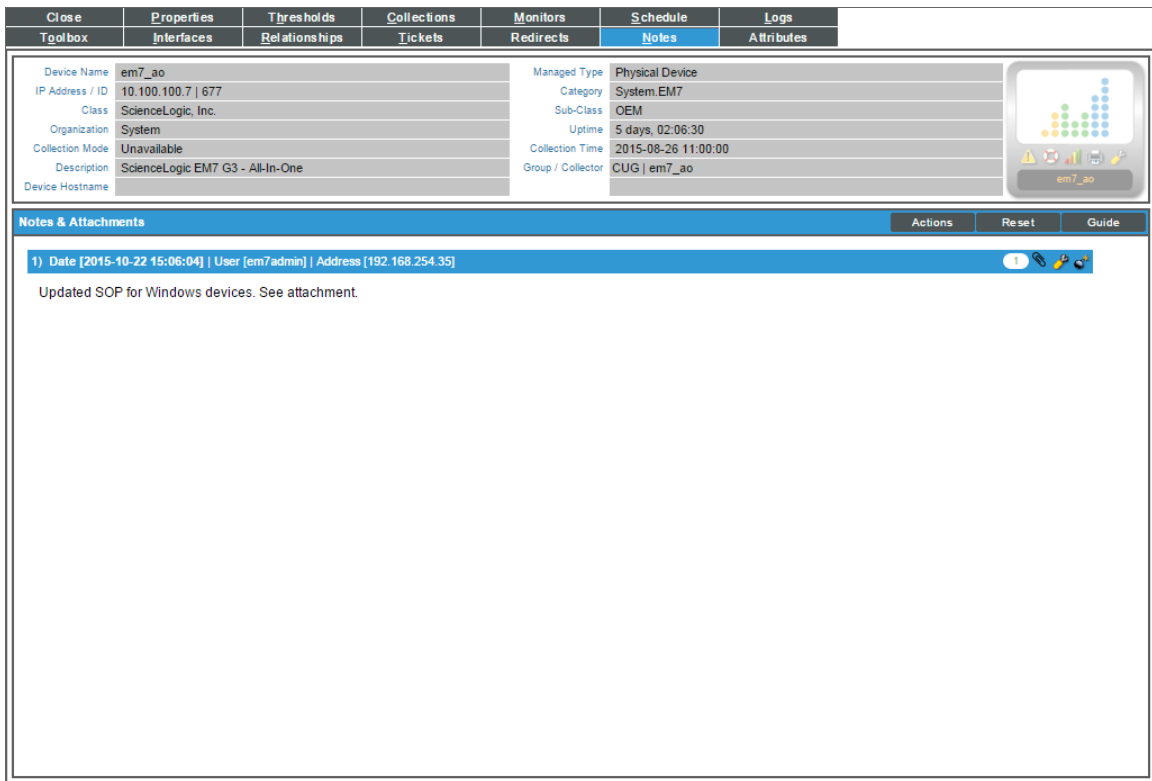 Close Properties Thresholds Collections Monitors Schedule Logs
Toolbox Interfaces Relationships Tickets Redirects Notes Attributes
Device Name em7_ao Managed Type Physical Device
IP Address / ID 10.100.100.7 | 677 Category System.EM7
Class ScienceLogic, Inc. Sub-Class OEM
Organization System Uptime 5 days, 02:06:30
Collection Mode Unavailable Collection Time 2015-08-26 11:00:00
Description ScienceLogic EM7 G3 - All-In-One Group / Collector CUG | em7_ao
Device Hostname
em7_ao
Notes & Attachments Actions Reset Guide
1) Date [2015-10-22 15:06:04] | User [em7admin] | Address [192.168.254.35] 1
Updated SOP for Windows devices. See attachment.